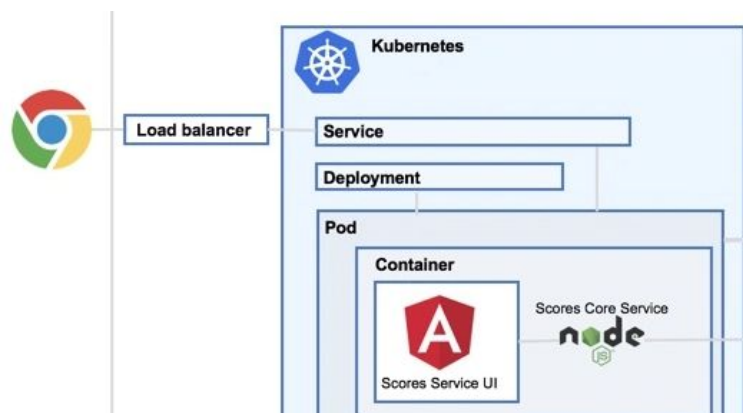 Kubernetes
Load balancer
Service
Deployment
Pod
Container
Scores Core Service
node
JS
Scores Service UI